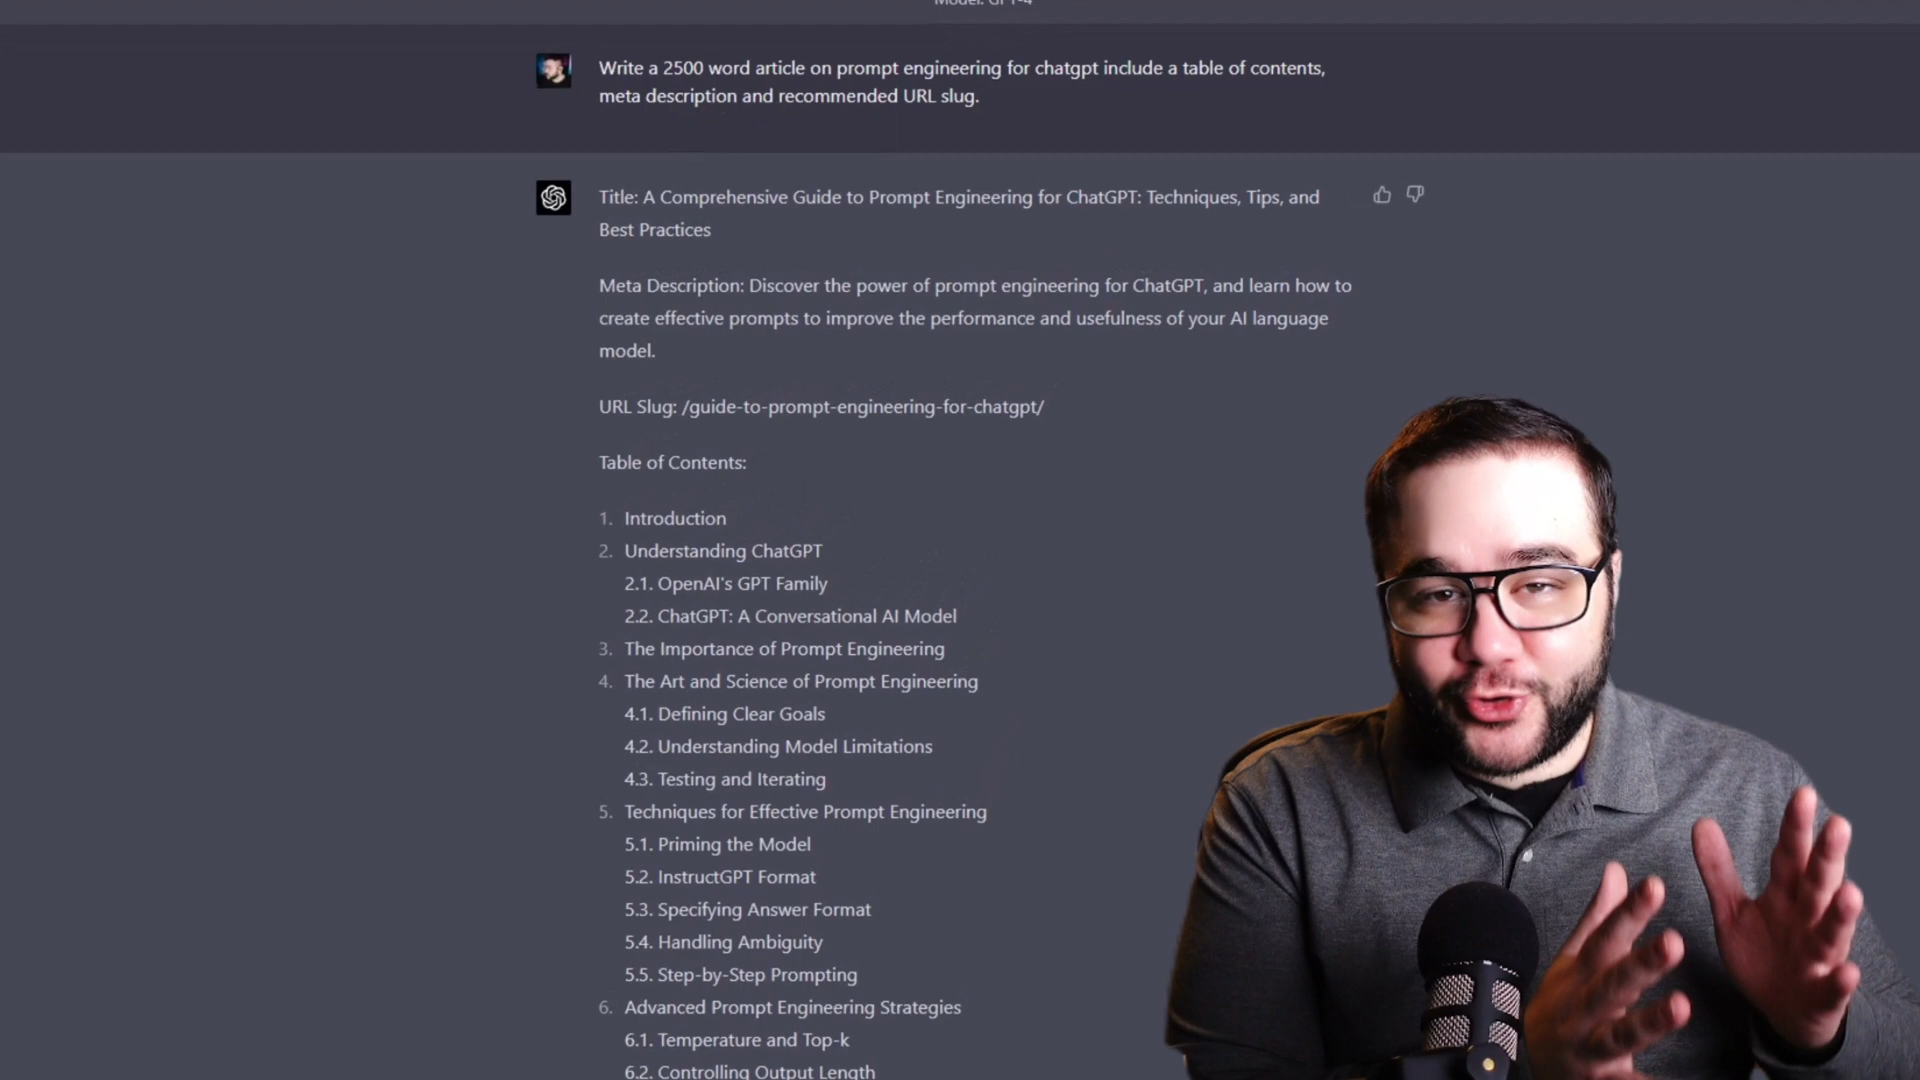 Model: GPT-4
Write a 2500 word article on prompt engineering for chatgpt include a table of contents,
meta description and recommended URL slug.
Title: A Comprehensive Guide to Prompt Engineering for ChatGPT: Techniques, Tips, and
Best Practices
Meta Description: Discover the power of prompt engineering for ChatGPT, and learn how to
create effective prompts to improve the performance and usefulness of your AI language
model.
URL Slug: /guide-to-prompt-engineering-for-chatgpt/
Table of Contents:
1. Introduction
2. Understanding ChatGPT
2.1. OpenAI's GPT Family
2.2. ChatGPT: A Conversational AI Model
3. The Importance of Prompt Engineering
4. The Art and Science of Prompt Engineering
4.1. Defining Clear Goals
4.2. Understanding Model Limitations
4.3. Testing and Iterating
5. Techniques for Effective Prompt Engineering
5.1. Priming the Model
5.2. InstructGPT Format
5.3. Specifying Answer Format
5.4. Handling Ambiguity
5.5. Step-by-Step Prompting
6. Advanced Prompt Engineering Strategies
6.1. Temperature and Top-k
6.2. Controlling Output Length